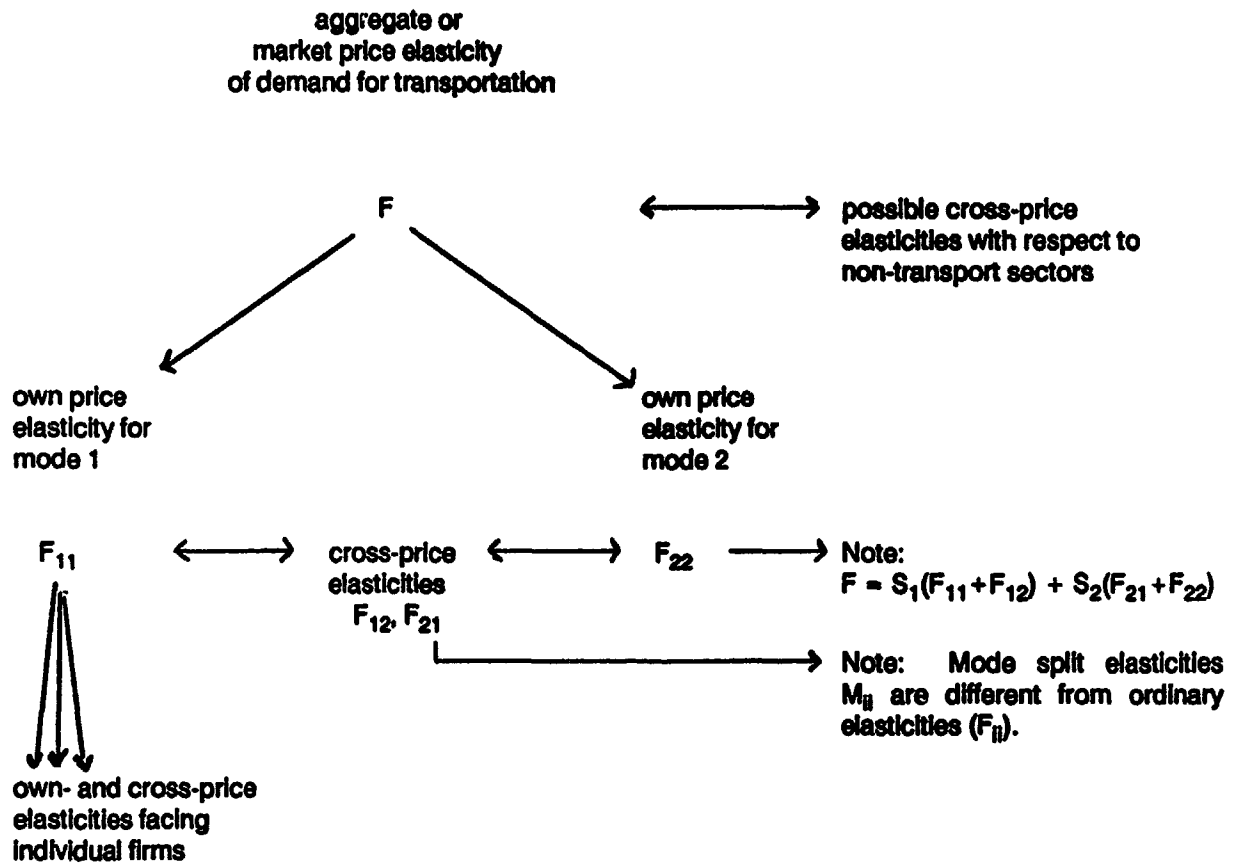 aggregate or
market price elasticity
of demand for transportation
F
possible cross-price
elasticities with respect to
non-transport sectors
own price
elasticity for
mode 1
own price
elasticity for
mode 2
F₁₁
cross-price
elasticities
F₁₂, F₂₁
F₂₂
Note:
F = S₁(F₁₁+F₁₂) + S₂(F₂₁+F₂₂)
Note: Mode split elasticities
Mᵢⱼ are different from ordinary
elasticities (Fᵢⱼ).
own- and cross-price
elasticities facing
individual firms